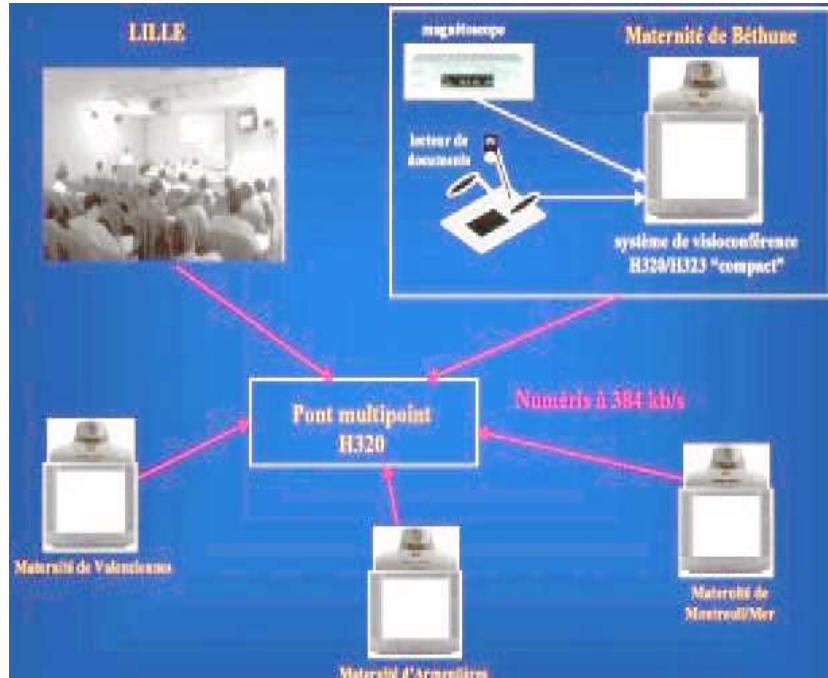 LILLE
magnétoscope
Maternité de Béthune
lecteur de
documents
système de visioconférence
H320/H323 "compact"
Pont multipoint
H320
Numéris à 384 kb/s
Maternité de Valenciennes
Maternité de
Montreuil/Mer
Maternité d'Armentières